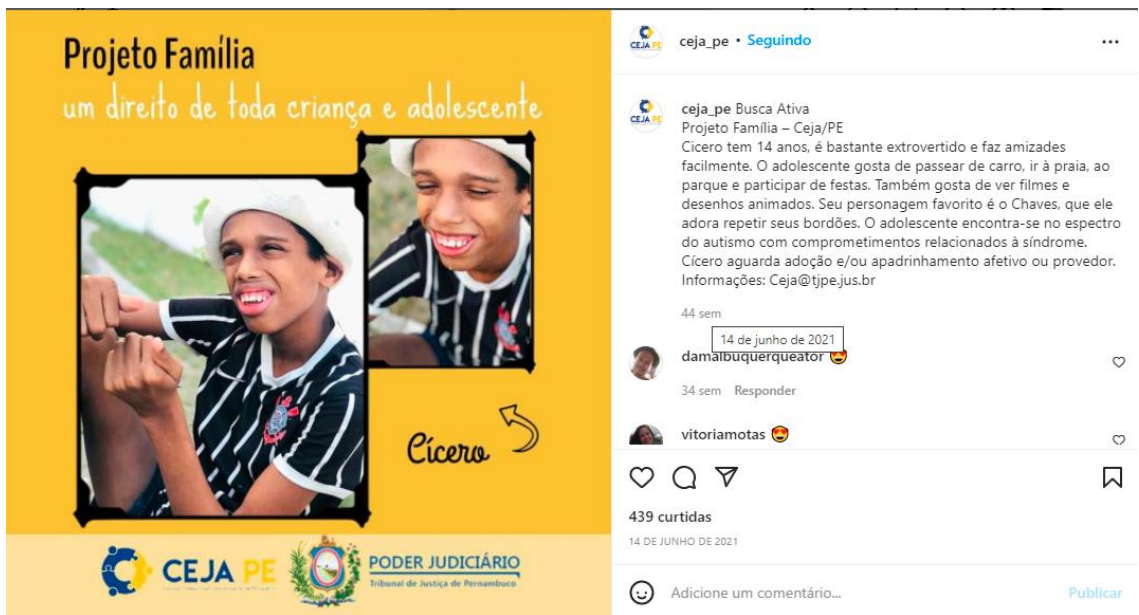 Projeto Família
um direito de toda criança e adolescente
Cícero
CEJA PE
PODER JUDICIÁRIO
Tribunal de Justiça de Pernambuco
CEJA PE
ceja_pe • Seguindo
CEJA PE
ceja_pe Busca Ativa
Projeto Família – Ceja/PE
Cicero tem 14 anos, é bastante extrovertido e faz amizades
facilmente. O adolescente gosta de passear de carro, ir à praia, ao
parque e participar de festas. Também gosta de ver filmes e
desenhos animados. Seu personagem favorito é o Chaves, que ele
adora repetir seus bordões. O adolescente encontra-se no espectro
do autismo com comprometimentos relacionados à síndrome.
Cícero aguarda adoção e/ou apadrinhamento afetivo ou provedor.
Informações: Ceja@tjpe.jus.br
44 sem
14 de junho de 2021
damalbuquerqueator 😍
34 sem Responder
vitoriamotas 😍
439 curtidas
14 DE JUNHO DE 2021
Adicione um comentário...
Publicar